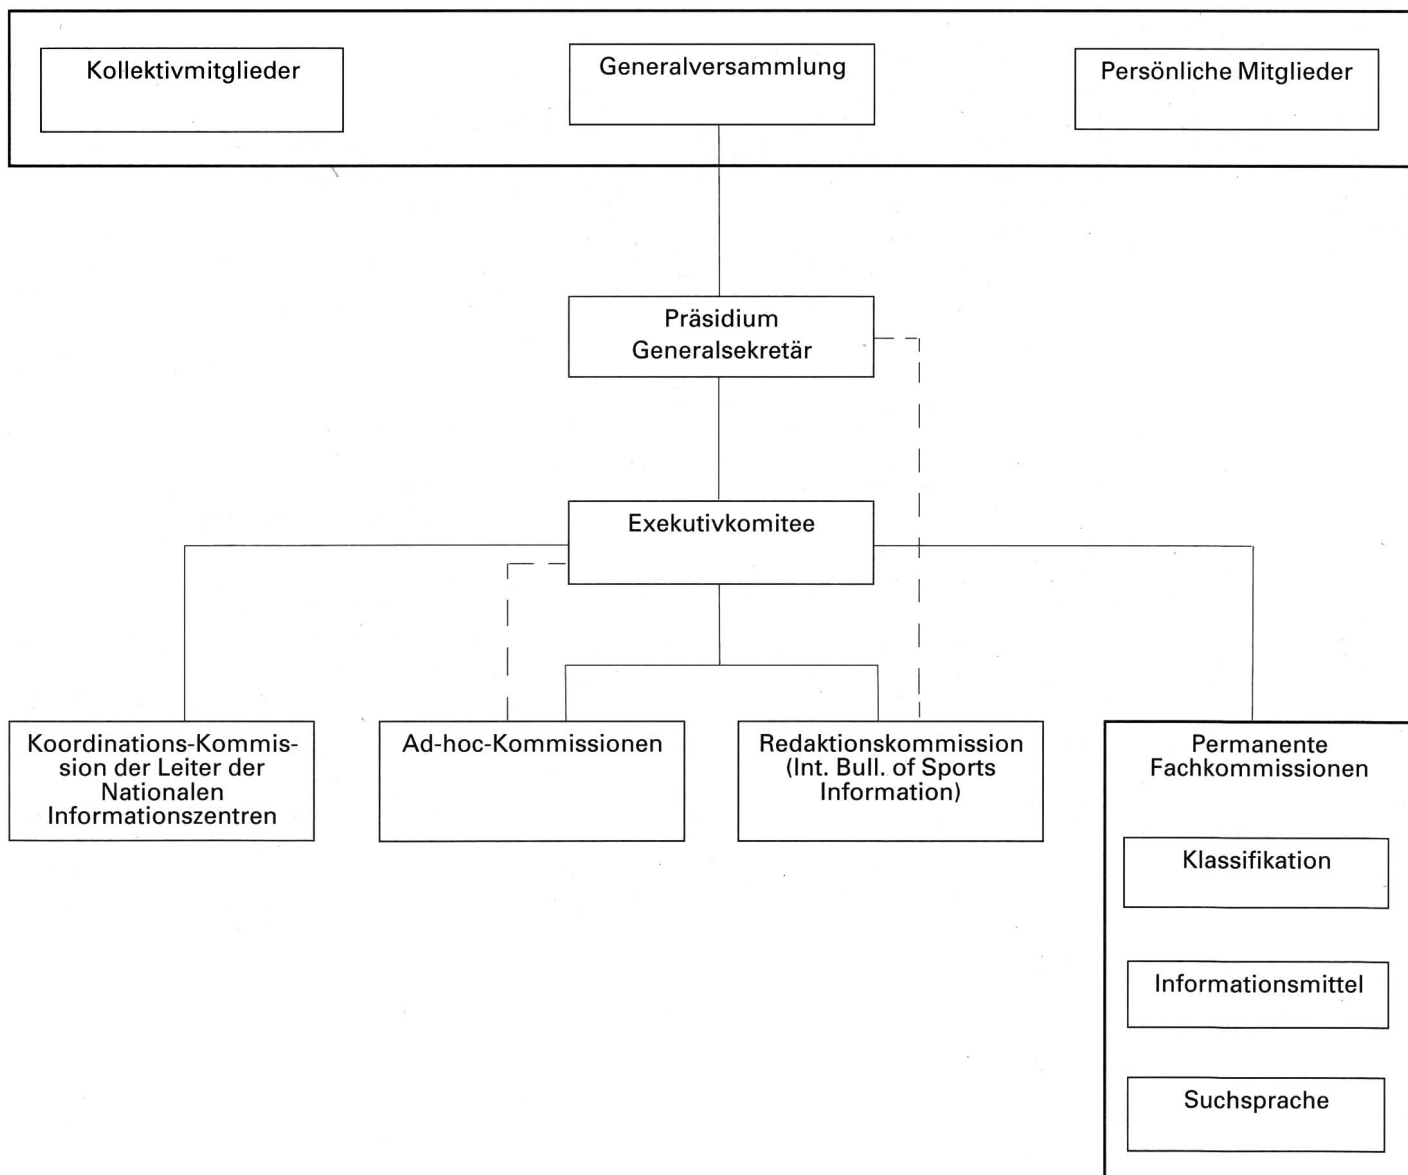 Kollektivmitglieder
Generalversammlung
Persönliche Mitglieder
Präsidium
Generalsekretär
Exekutivkomitee
Koordinations-Kommis-
sion der Leiter der
Nationalen
Informationszentren
Ad-hoc-Kommissionen
Redaktionskommission
(Int. Bull. of Sports
Information)
Permanente
Fachkommissionen
Klassifikation
Informationsmittel
Suchsprache